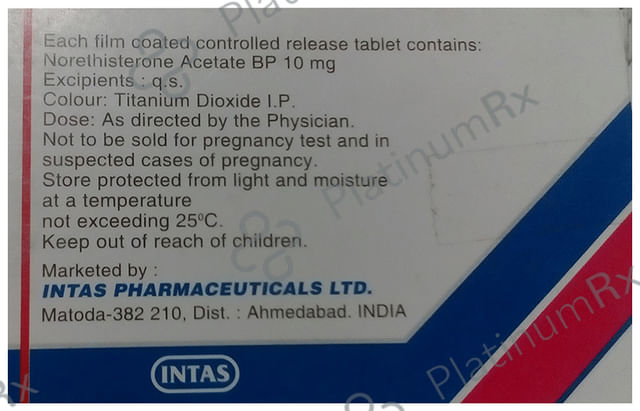 Each film coated controlled release tablet contains:
Norethisterone Acetate BP 10 mg
Excipients : q.s.
Colour: Titanium Dioxide I.P.
Dose: As directed by the Physician.
Not to be sold for pregnancy test and in
suspected cases of pregnancy.
Store protected from light and moisture
at a temperature
not exceeding 25⁰C.
Keep out of reach of children.
Marketed by :
INTAS PHARMACEUTICALS LTD.
Matoda-382 210, Dist. : Ahmedabad. INDIA
INTAS
PlatinumRx
PlatinumRx